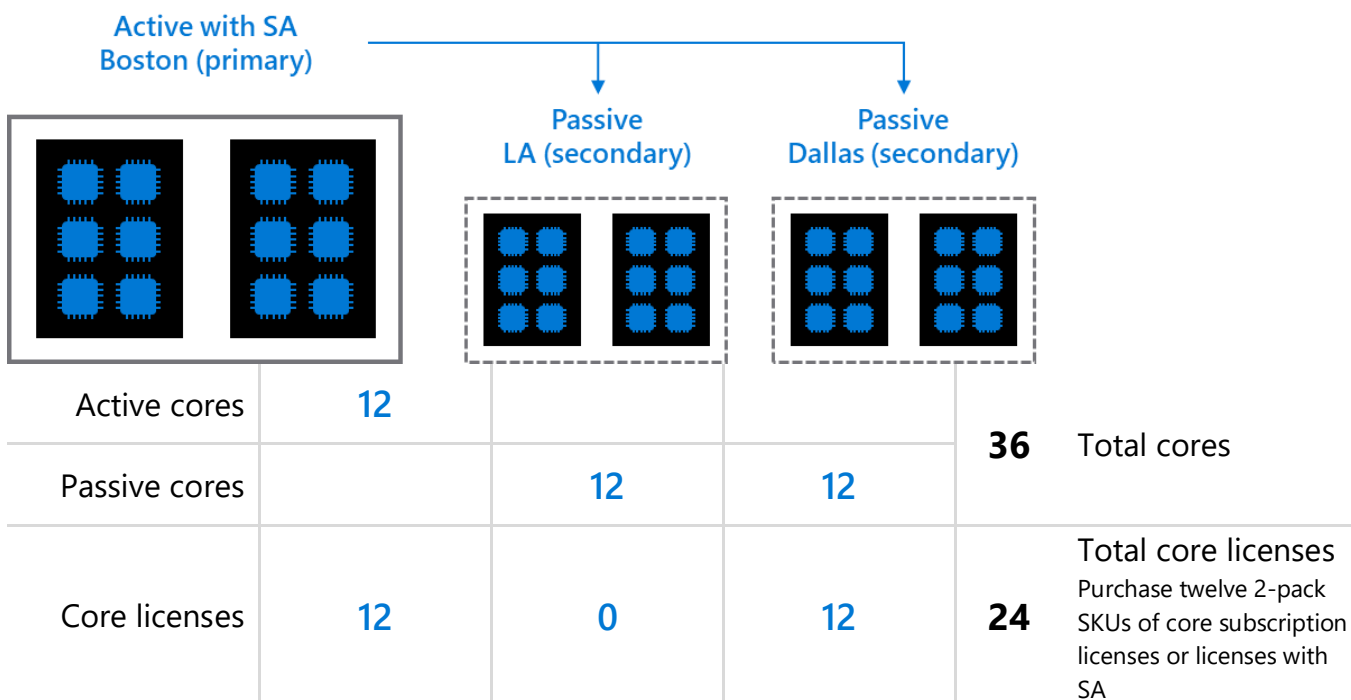 Active with SA
Boston (primary)
Passive
LA (secondary)
Passive
Dallas (secondary)
Active cores
12
36
Total cores
Passive cores
12
12
Core licenses
12
0
12
24
Total core licenses
Purchase twelve 2-pack
SKUs of core subscription
licenses or licenses with
SA